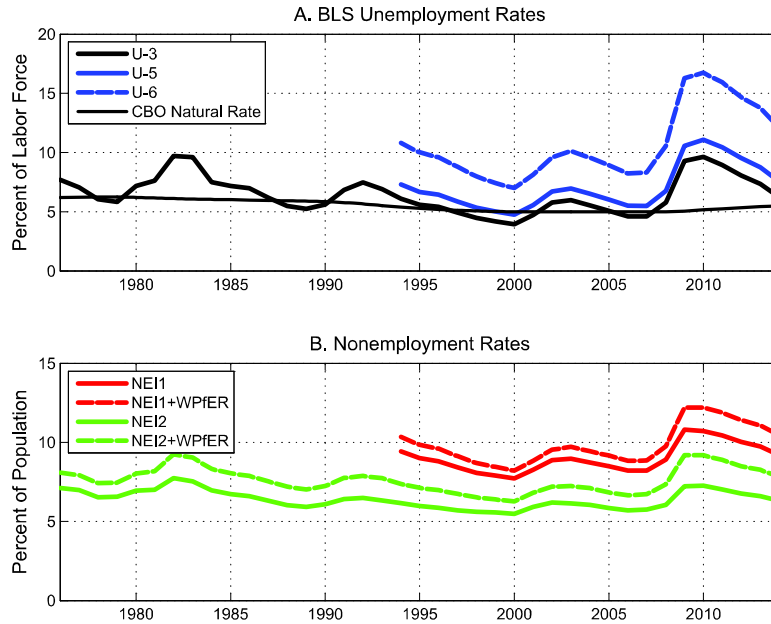 A. BLS Unemployment Rates
Percent of Labor Force
20
15
10
5
0
U-3
U-5
U-6
CBO Natural Rate
1980 1985 1990 1995 2000 2005 2010
B. Nonemployment Rates
Percent of Population
15
10
5
0
NEI1
NEI1+WPfER
NEI2
NEI2+WPfER
1980 1985 1990 1995 2000 2005 2010